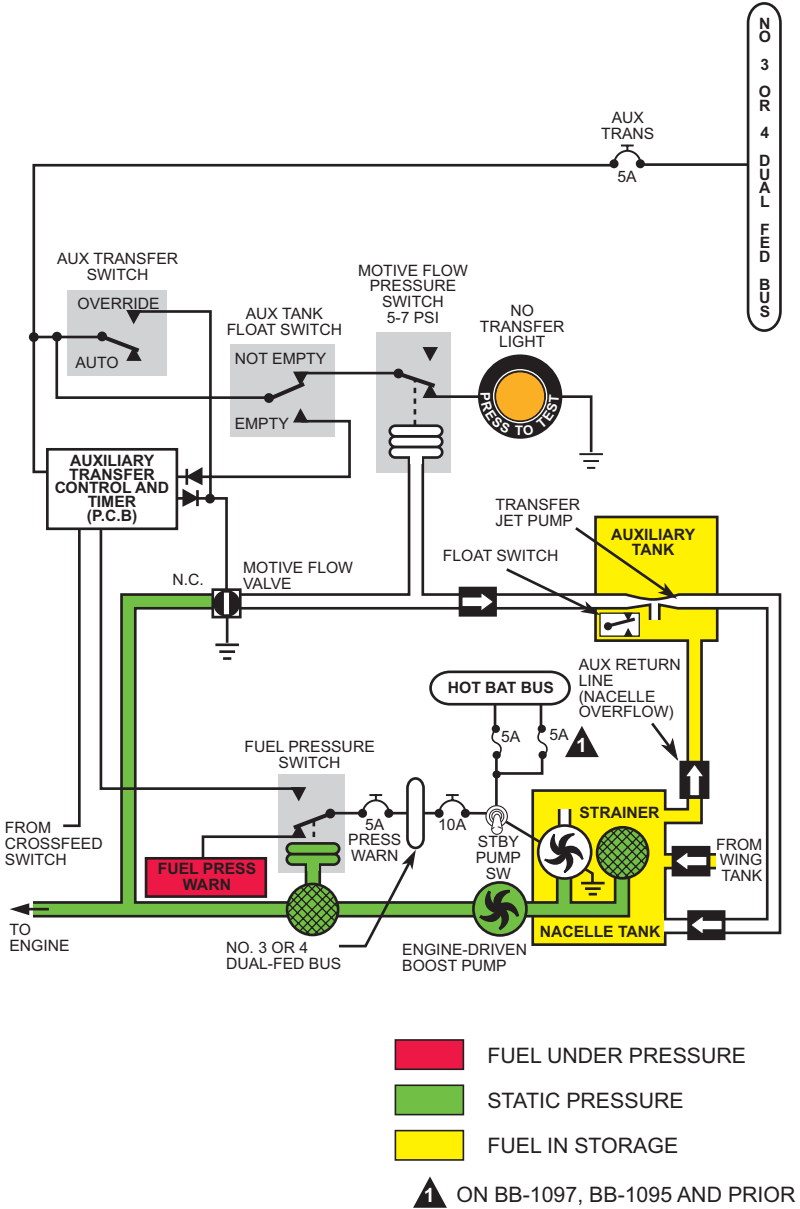 NO 3 OR 4 DUAL FED BUS
AUX
TRANS
5A
AUX TRANSFER
SWITCH
OVERRIDE
AUTO
AUX TANK
FLOAT SWITCH
NOT EMPTY
EMPTY
MOTIVE FLOW
PRESSURE
SWITCH
5-7 PSI
NO
TRANSFER
LIGHT
PRESS TO TEST
AUXILIARY
TRANSFER
CONTROL AND
TIMER
(P.C.B)
TRANSFER
JET PUMP
AUXILIARY
TANK
FLOAT SWITCH
N.C.
MOTIVE FLOW
VALVE
AUX RETURN
LINE
(NACELLE
OVERFLOW)
HOT BAT BUS
5A
5A
1
FUEL PRESSURE
SWITCH
5A
PRESS
WARN
10A
STBY
PUMP
SW
STRAINER
FROM
CROSSFEED
SWITCH
FUEL PRESS
WARN
FROM
WING
TANK
TO
ENGINE
NO. 3 OR 4
DUAL-FED BUS
ENGINE-DRIVEN
BOOST PUMP
NACELLE TANK
FUEL UNDER PRESSURE
STATIC PRESSURE
FUEL IN STORAGE
1 ON BB-1097, BB-1095 AND PRIOR